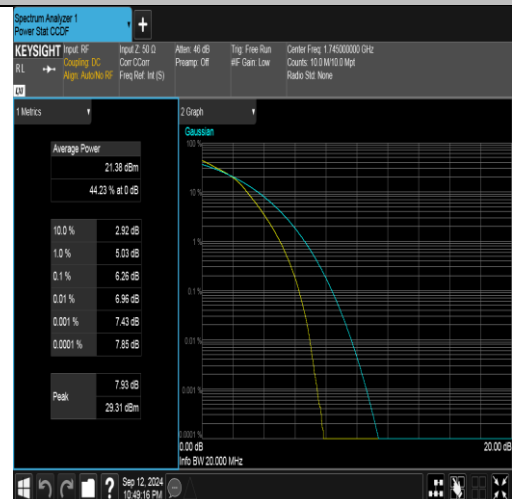 Spectrum Analyzer 1
Power Stat CCDF
+
KEYSIGHT
RL
Input: RF
Coupling: DC
Align: Auto/No RF
Input Z: 50 Ω
Corr CCorr
Freq Ref: Int (S)
Atten: 46 dB
Preamp: Off
Trig: Free Run
#IF Gain: Low
Center Freq: 1.745000000 GHz
Counts: 10.0 M/10.0 Mpt
Radio Std: None
1 Metrics
Average Power
21.38 dBm
44.23 % at 0 dB
10.0 % 2.92 dB
1.0 % 5.03 dB
0.1 % 6.26 dB
0.01 % 6.96 dB
0.001 % 7.43 dB
0.0001 % 7.85 dB
Peak
7.93 dB
29.31 dBm
2 Graph
Gaussian
100 %
10 %
1 %
0.1 %
0.01 %
0.001 %
0.0001 %
0.00 dB
20.00 dB
Info BW 20.000 MHz
?
Sep 12, 2024
10:49:16 PM